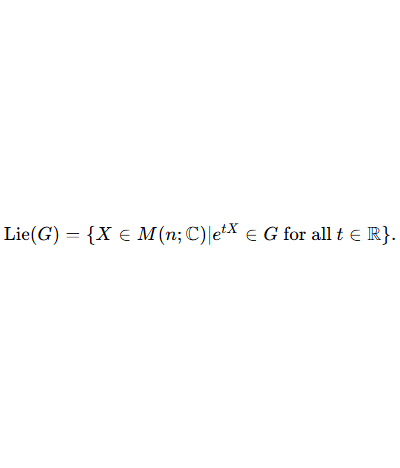 Lie(G) = {X ∈ M(n; ℂ)|e^{tX} ∈ G for all t ∈ ℝ}.